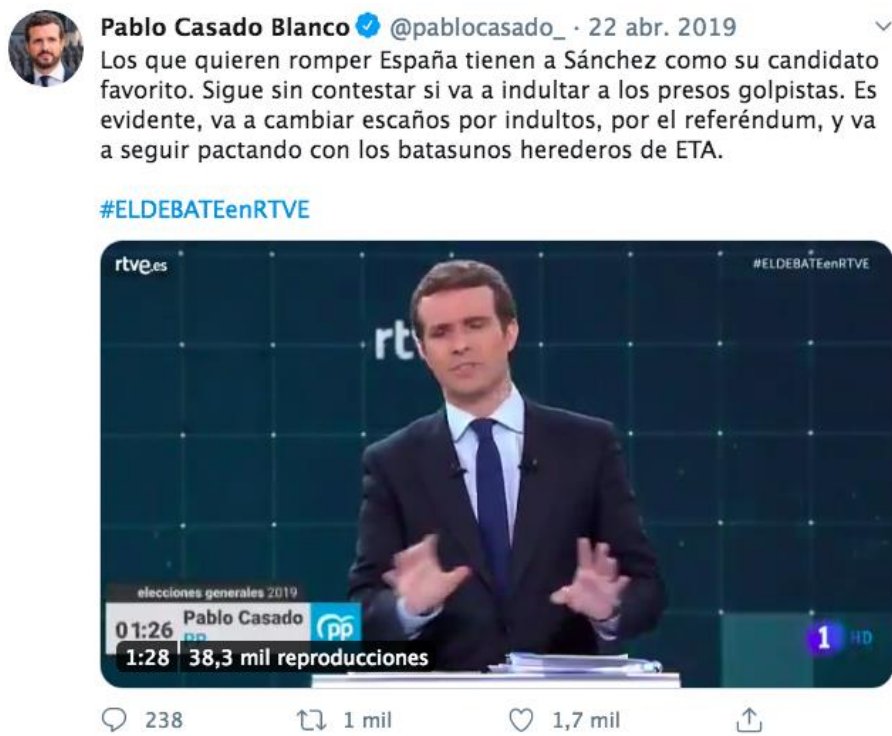 Pablo Casado Blanco @pablocasado_ · 22 abr. 2019
Los que quieren romper España tienen a Sánchez como su candidato
favorito. Sigue sin contestar si va a indultar a los presos golpistas. Es
evidente, va a cambiar escaños por indultos, por el referéndum, y va
a seguir pactando con los batasunos herederos de ETA.
#ELDEBATEenRTVE
rtve.es
#ELDEBATEenRTVE
rt
elecciones generales 2019
01:26 Pablo Casado
PP
pp
1:28 38,3 mil reproducciones
1 HD
238 1 mil 1,7 mil